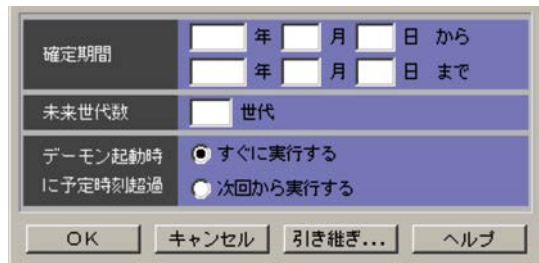 確定期間
年 月 日 から
年 月 日 まで
未来世代数
世代
デーモン起動時
に予定時刻超過
すぐに実行する
次回から実行する
OK キャンセル 引き継ぎ... ヘルプ